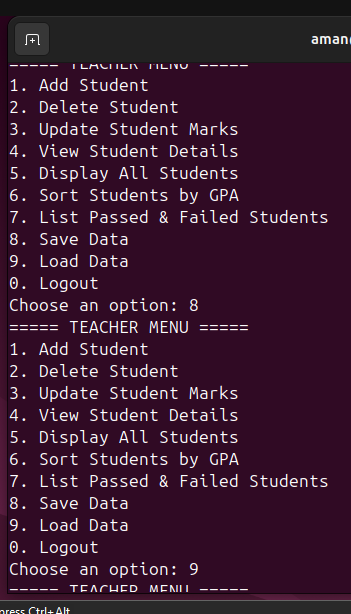 aman
===== TEACHER MENU =====
1. Add Student
2. Delete Student
3. Update Student Marks
4. View Student Details
5. Display All Students
6. Sort Students by GPA
7. List Passed & Failed Students
8. Save Data
9. Load Data
0. Logout
Choose an option: 8
===== TEACHER MENU =====
1. Add Student
2. Delete Student
3. Update Student Marks
4. View Student Details
5. Display All Students
6. Sort Students by GPA
7. List Passed & Failed Students
8. Save Data
9. Load Data
0. Logout
Choose an option: 9
===== TEACHER MENU =====
press Ctrl+Alt